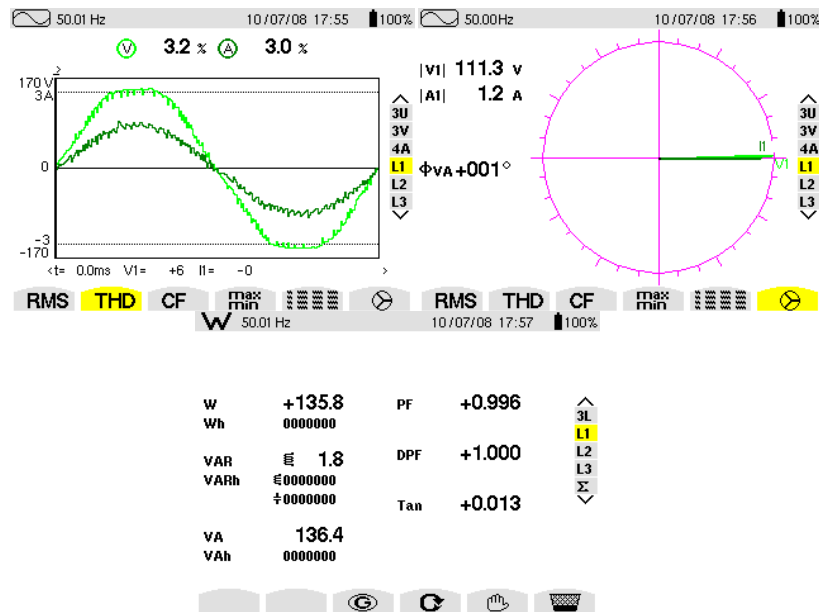 50.01 Hz 10/07/08 17:55 100%
V 3.2 % A 3.0 %
170 V
3A
0
-3
-170
2
<t= 0.0ms V1= +6 I1= -0 >
3U
3V
4A
L1
L2
L3
RMS THD CF max min
50.00Hz 10/07/08 17:56 100%
|V1| 111.3 V
|A1| 1.2 A
ΦVA+001°
I1
V1
3U
3V
4A
L1
L2
L3
RMS THD CF max min
W 50.01 Hz 10/07/08 17:57 100%
W +135.8 PF +0.996
Wh 0000000
VAR 1.8 DPF +1.000
VARh 0000000
0000000 Tan +0.013
VA 136.4
VAh 0000000
3L
L1
L2
L3
Σ
G